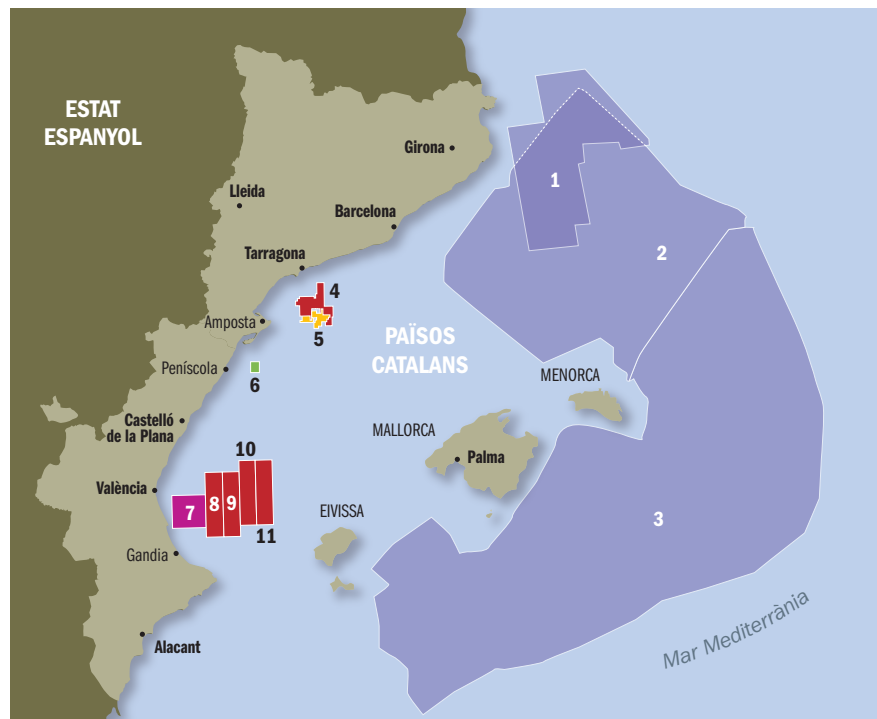 ESTAT
ESPANYOL
Girona
Lleida
Barcelona
Tarragona
Amposta
Peníscola
Castelló
de la Plana
València
Gandia
Alacant
PAÏSOS
CATALANS
MENORCA
MALLORCA
Palma
EIVISSA
1
2
3
4
5
6
7
8
9
10
11
Mar Mediterrània